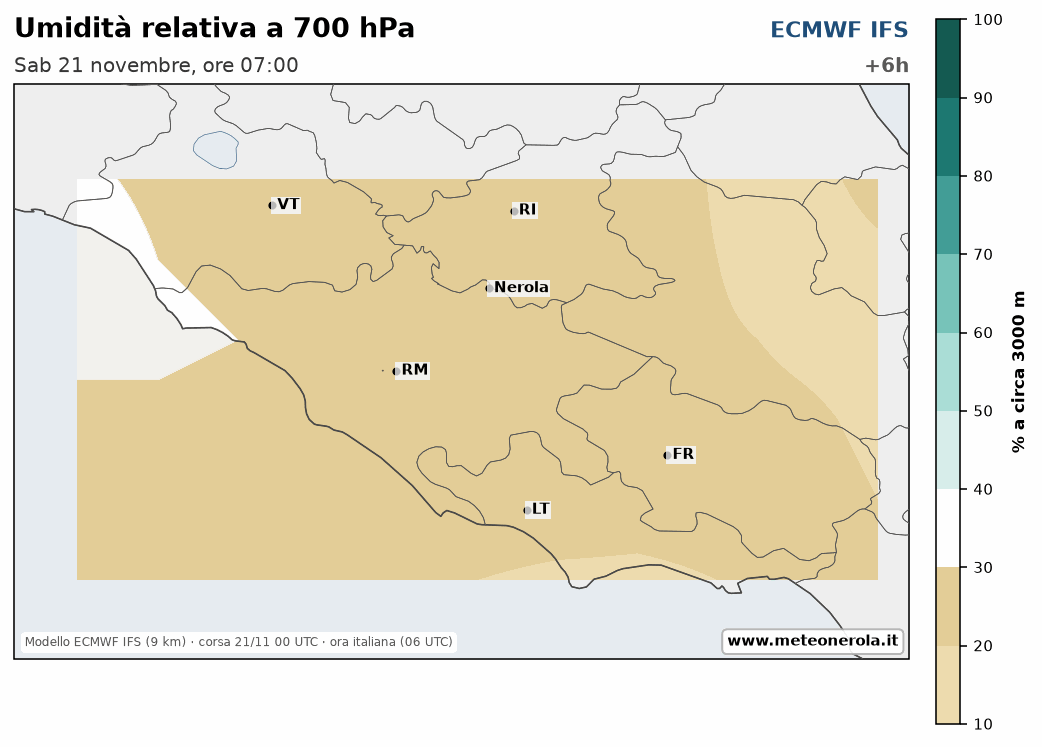 Umidità relativa a 700 hPa
ECMWF IFS
Sab 21 novembre, ore 07:00
+6h
VT
RI
Nerola
RM
FR
LT
Modello ECMWF IFS (9 km) · corsa 21/11 00 UTC · ora italiana (06 UTC)
www.meteonerola.it
100
90
80
70
60
50
40
30
20
10
% a circa 3000 m